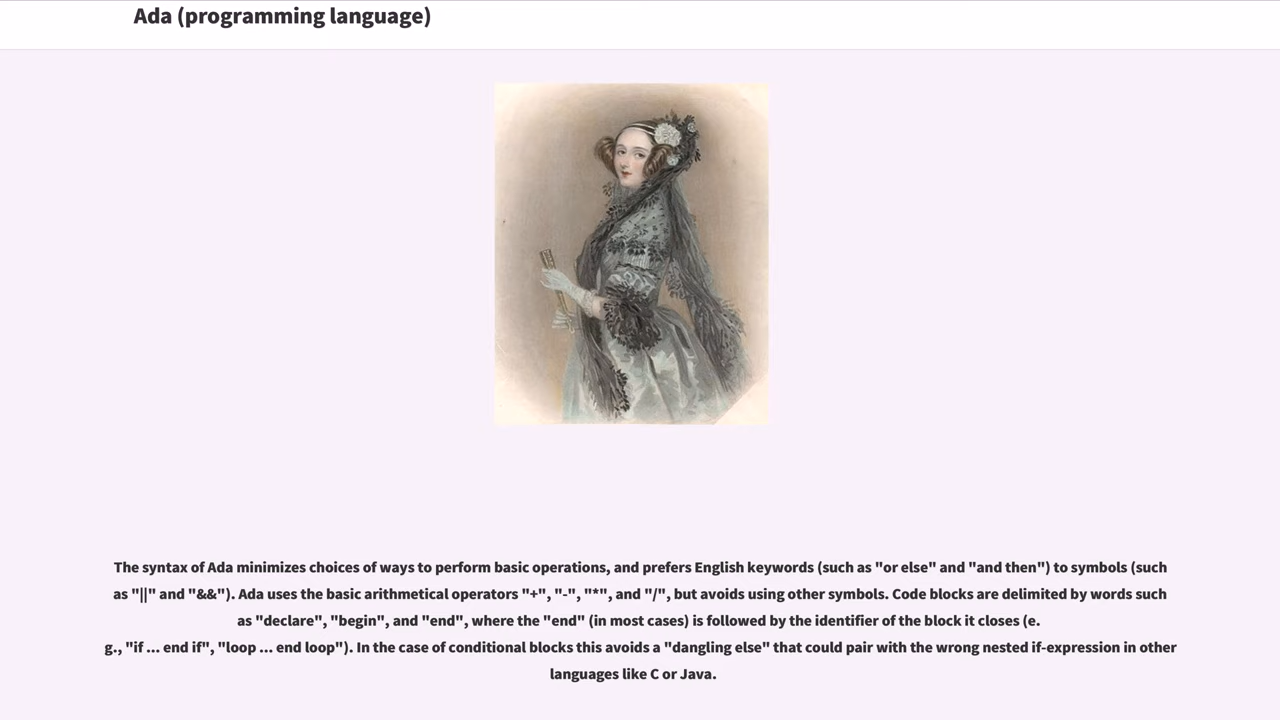 Ada (programming language)
The syntax of Ada minimizes choices of ways to perform basic operations, and prefers English keywords (such as "or else" and "and then") to symbols (such
as "||" and "&&"). Ada uses the basic arithmetical operators "+", "-", "*", and "/", but avoids using other symbols. Code blocks are delimited by words such
as "declare", "begin", and "end", where the "end" (in most cases) is followed by the identifier of the block it closes (e.
g., "if ... end if", "loop ... end loop"). In the case of conditional blocks this avoids a "dangling else" that could pair with the wrong nested if-expression in other
languages like C or Java.